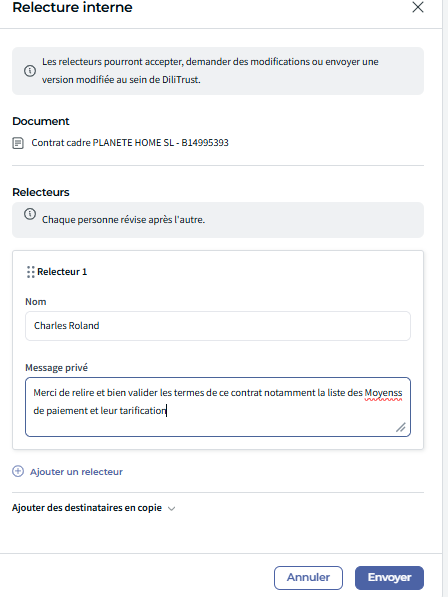 Relecture interne
Les relecteurs pourront accepter, demander des modifications ou envoyer une
version modifiée au sein de DiliTrust.
Document
Contrat cadre PLANETE HOME SL - B14995393
Relecteurs
Chaque personne révise après l'autre.
Relecteur 1
Nom
Charles Roland
Message privé
Merci de relire et bien valider les termes de ce contrat notamment la liste des Moyenss
de paiement et leur tarification
Ajouter un relecteur
Ajouter des destinataires en copie
Annuler
Envoyer